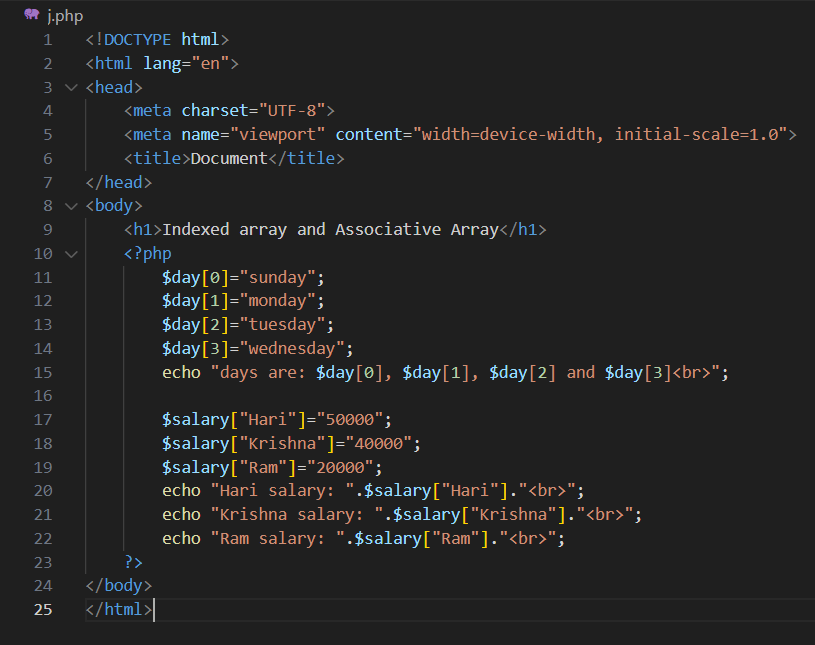 j.php
1 <!DOCTYPE html>
2 <html lang="en">
3 <head>
4     <meta charset="UTF-8">
5     <meta name="viewport" content="width=device-width, initial-scale=1.0">
6     <title>Document</title>
7 </head>
8 <body>
9     <h1>Indexed array and Associative Array</h1>
10     <?php
11         $day[0]="sunday";
12         $day[1]="monday";
13         $day[2]="tuesday";
14         $day[3]="wednesday";
15         echo "days are: $day[0], $day[1], $day[2] and $day[3]<br>";
16
17         $salary["Hari"]="50000";
18         $salary["Krishna"]="40000";
19         $salary["Ram"]="20000";
20         echo "Hari salary: ".$salary["Hari"]."<br>";
21         echo "Krishna salary: ".$salary["Krishna"]."<br>";
22         echo "Ram salary: ".$salary["Ram"]."<br>";
23     ?>
24 </body>
25 </html>